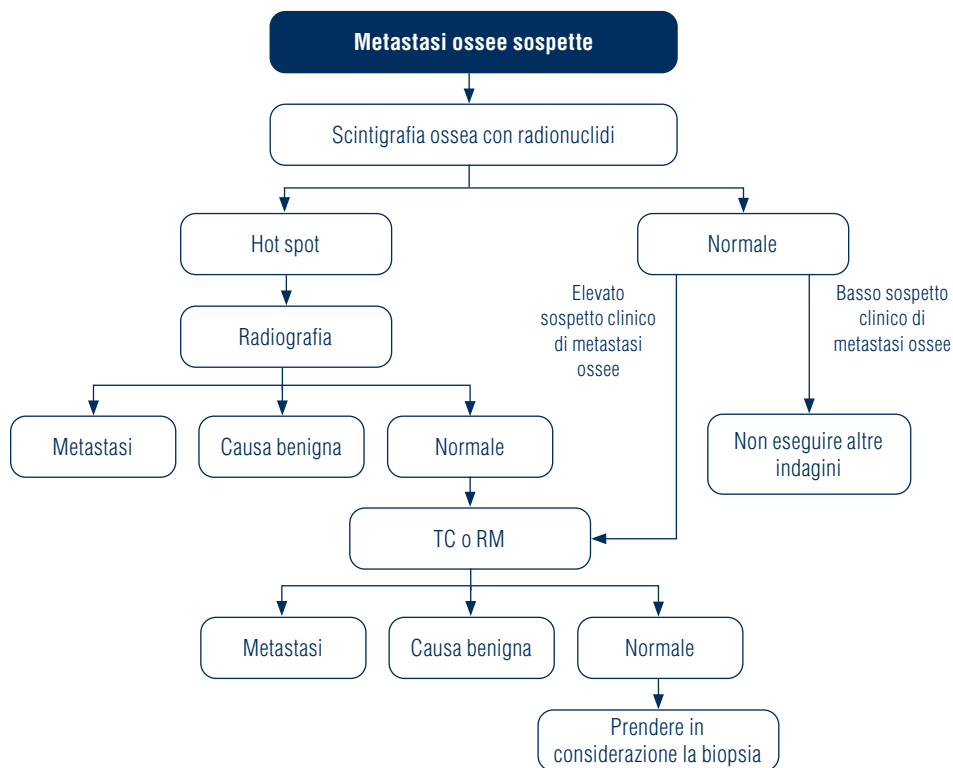 Metastasi ossee sospette
Scintigrafia ossea con radionuclidi
Hot spot
Normale
Elevato
sospetto clinico
di metastasi
ossee
Basso sospetto
clinico di
metastasi ossee
Radiografia
Metastasi
Causa benigna
Normale
Non eseguire altre
indagini
TC o RM
Metastasi
Causa benigna
Normale
Prendere in
considerazione la biopsia